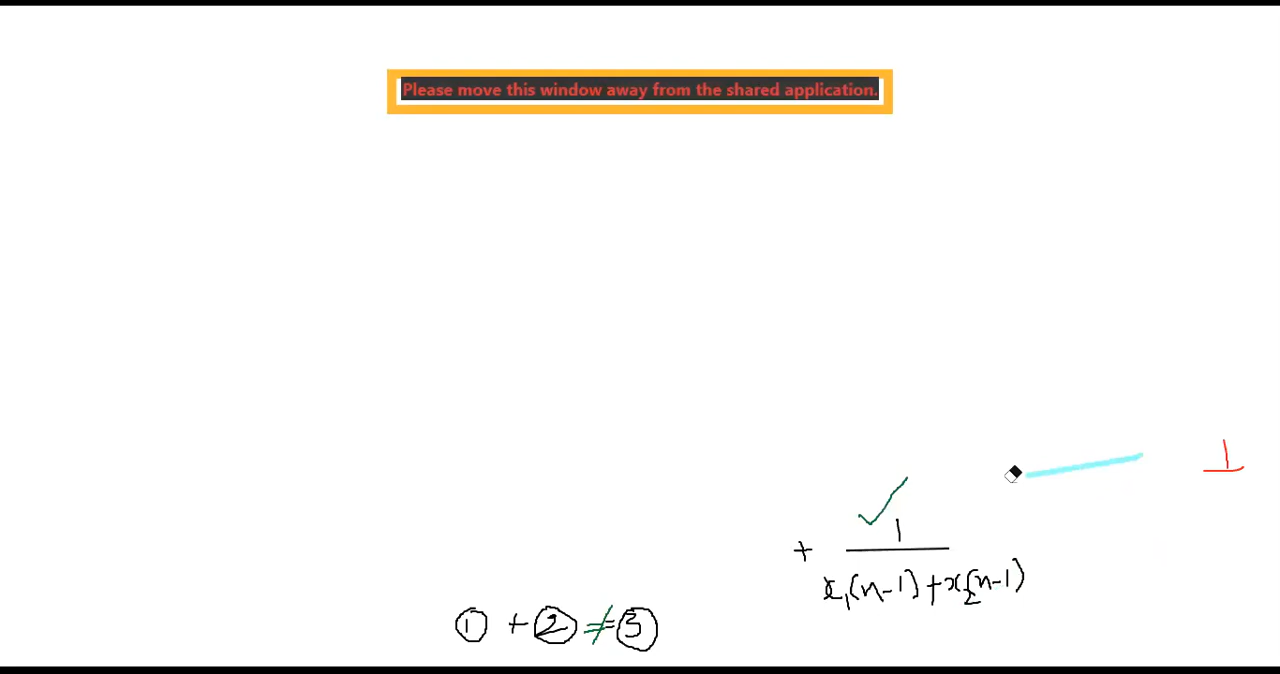 Please move this window away from the shared application.
1
1
+ ―――
x₁(n-1)+x₂(n-1)
① + ② ≠ ③